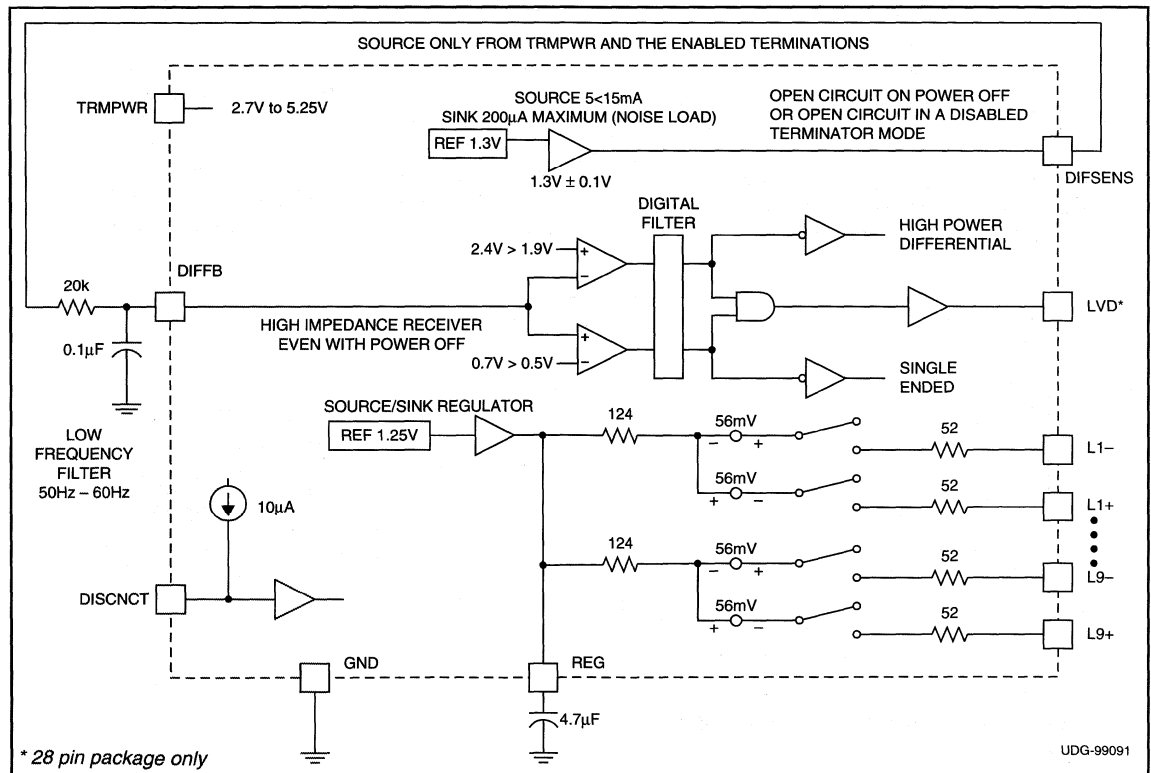 SOURCE ONLY FROM TRMPWR AND THE ENABLED TERMINATIONS
TRMPWR
2.7V to 5.25V
SOURCE 5<15mA
SINK 200µA MAXIMUM (NOISE LOAD)
REF 1.3V
1.3V ± 0.1V
OPEN CIRCUIT ON POWER OFF
OR OPEN CIRCUIT IN A DISABLED
TERMINATOR MODE
DIFSENS
DIGITAL
FILTER
HIGH POWER
DIFFERENTIAL
2.4V > 1.9V
+
−
DIFFB
20k
0.1µF
HIGH IMPEDANCE RECEIVER
EVEN WITH POWER OFF
LVD*
+
−
0.7V > 0.5V
SINGLE
ENDED
LOW
FREQUENCY
FILTER
50Hz – 60Hz
SOURCE/SINK REGULATOR
REF 1.25V
124
56mV
− +
52
L1−
56mV
+ −
52
L1+
124
56mV
− +
52
L9−
56mV
+ −
52
L9+
10µA
DISCNCT
GND
REG
4.7µF
* 28 pin package only
UDG-99091